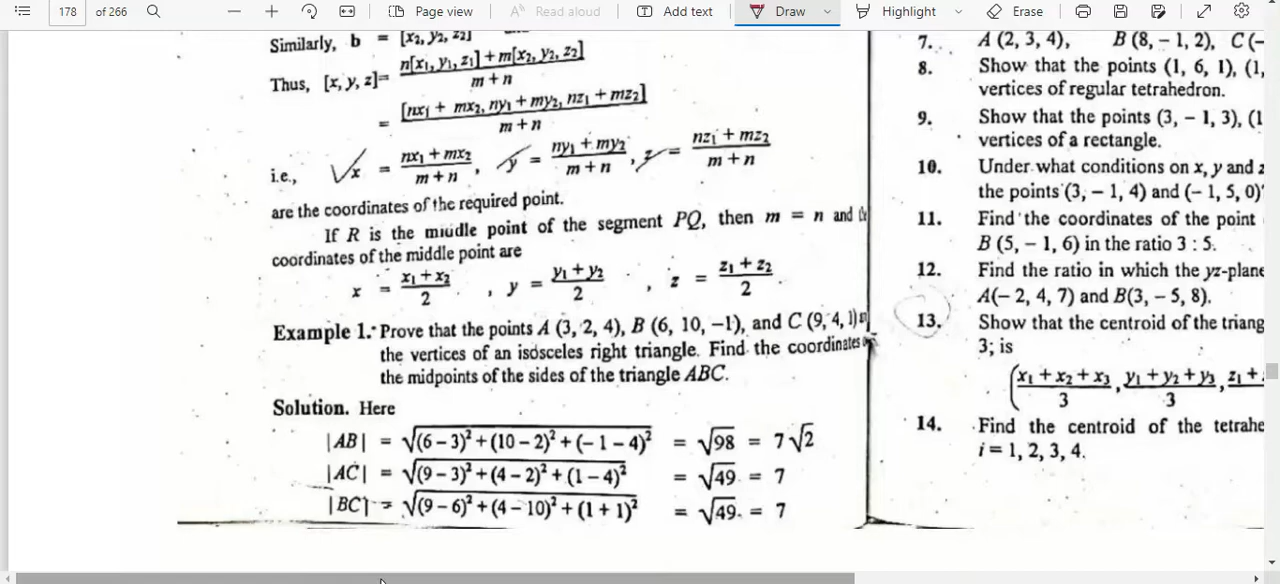 178 of 266 Page view Read aloud Add text Draw Highlight Erase
Similarly, b = [x₂, y₂, z₂]
Thus, [x, y, z]= n[x₁, y₁, z₁] + m[x₂, y₂, z₂] / m + n
= [nx₁ + mx₂, ny₁ + my₂, nz₁ + mz₂] / m + n
i.e., x = nx₁ + mx₂ / m + n , y = ny₁ + my₂ / m + n , z = nz₁ + mz₂ / m + n
are the coordinates of the required point.
If R is the middle point of the segment PQ, then m = n and
coordinates of the middle point are
x = x₁ + x₂ / 2 , y = y₁ + y₂ / 2 , z = z₁ + z₂ / 2
Example 1. Prove that the points A (3, 2, 4), B (6, 10, −1), and C (9, 4, 1)
the vertices of an isosceles right triangle. Find the coordinates
the midpoints of the sides of the triangle ABC.
Solution. Here
|AB| = √(6 − 3)² + (10 − 2)² + (− 1 − 4)² = √98 = 7√2
|AC| = √(9 − 3)² + (4 − 2)² + (1 − 4)² = √49 = 7
|BC| = √(9 − 6)² + (4 − 10)² + (1 + 1)² = √49 = 7
7. A (2, 3, 4), B (8, − 1, 2), C (−
8. Show that the points (1, 6, 1), (1,
vertices of regular tetrahedron.
9. Show that the points (3, − 1, 3), (1
vertices of a rectangle.
10. Under what conditions on x, y and z
the points (3, − 1, 4) and (− 1, 5, 0)
11. Find the coordinates of the point
B (5, − 1, 6) in the ratio 3 : 5.
12. Find the ratio in which the yz-plane
A(− 2, 4, 7) and B(3, − 5, 8).
13. Show that the centroid of the triang
3; is
(x₁ + x₂ + x₃ / 3 , y₁ + y₂ + y₃ / 3 , z₁ +
14. Find the centroid of the tetrahe
i = 1, 2, 3, 4.